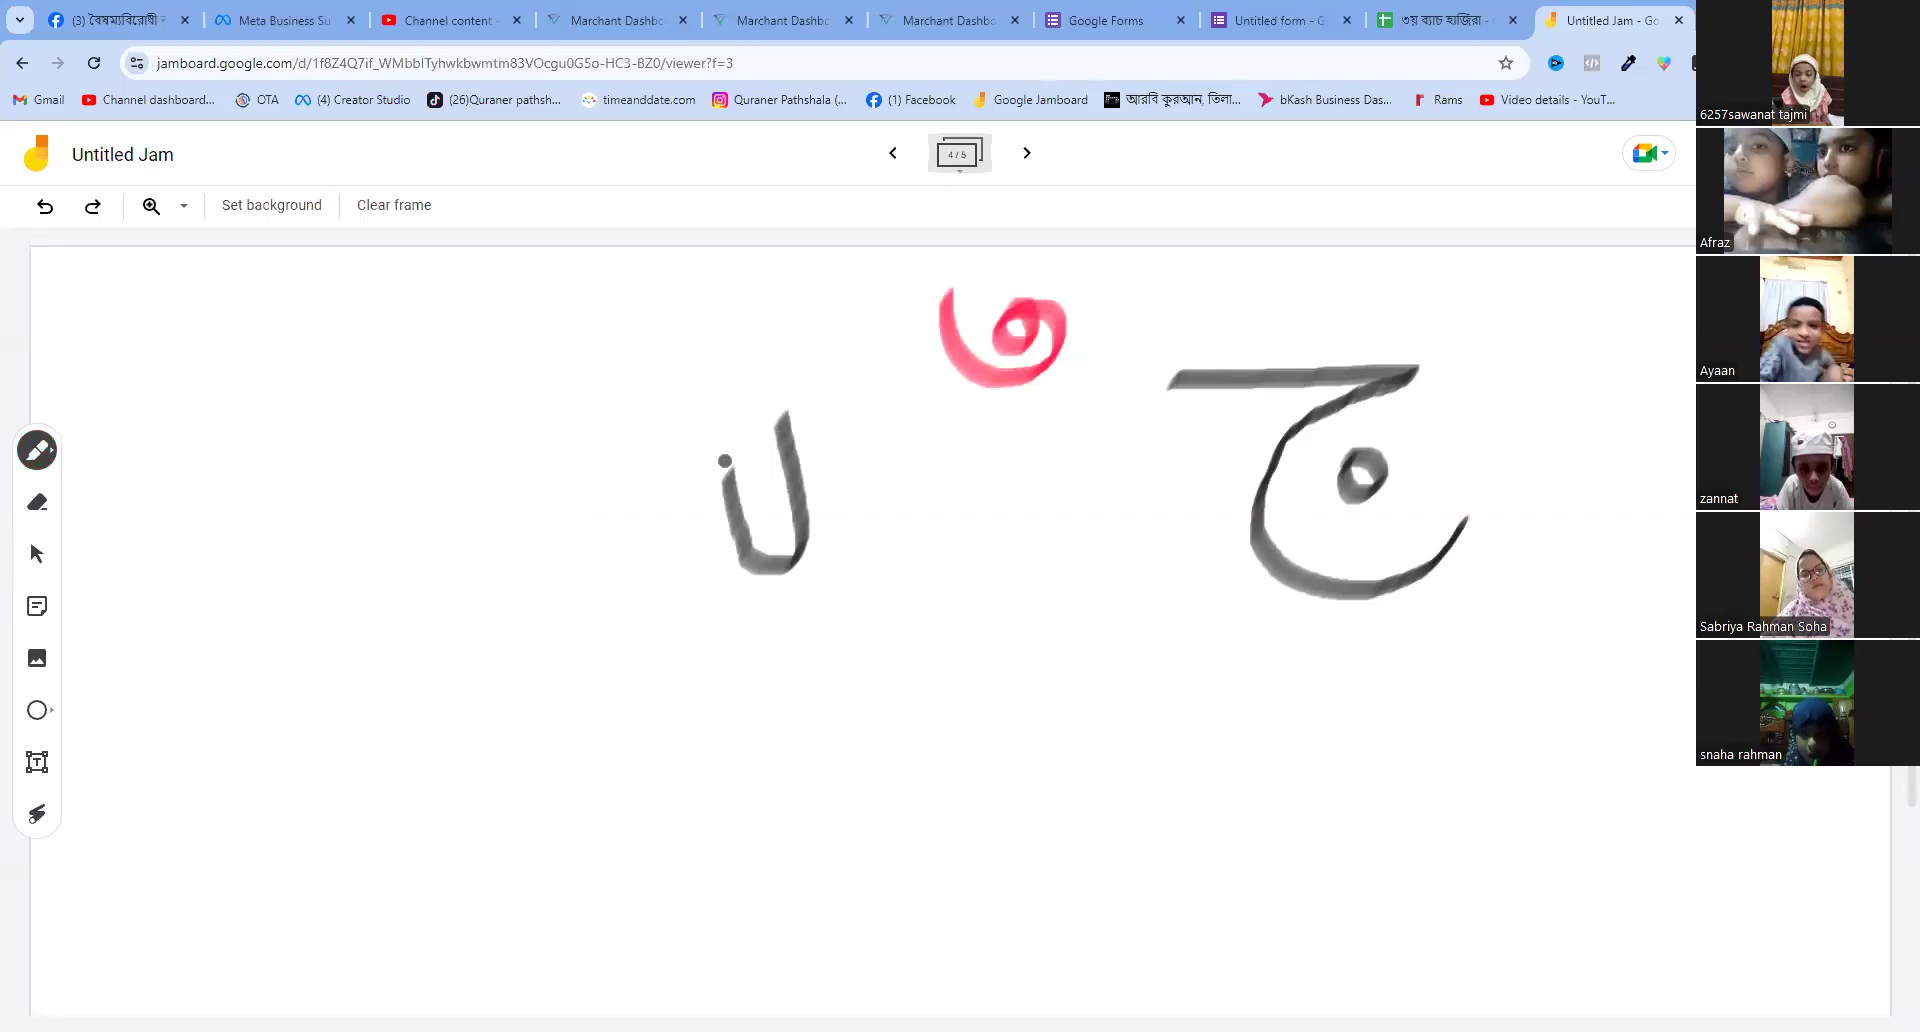 (3) বৈষম্যবিরোধী
Meta Business Su
Channel content -
Marchant Dashbo
Marchant Dashbo
Marchant Dashbo
Google Forms
Untitled form - G
৩য় ব্যাচ হাজিরা -
Untitled Jam - Go
jamboard.google.com/d/1f8Z4Q7if_WMbbITyhwkbwmtm83VOcgu0G5o-HC3-BZ0/viewer?f=3
Gmail
Channel dashboard...
OTA
(4) Creator Studio
(26)Quraner pathsh...
timeanddate.com
Quraner Pathshala (...
(1) Facebook
Google Jamboard
আরবি কুরআন, তিলা...
bKash Business Das...
Rams
Video details - YouT...
Untitled Jam
4 / 5
Set background
Clear frame
৩
ج
ل
6257sawanat tajmi
Afraz
Ayaan
zannat
Sabriya Rahman Soha
snaha rahman